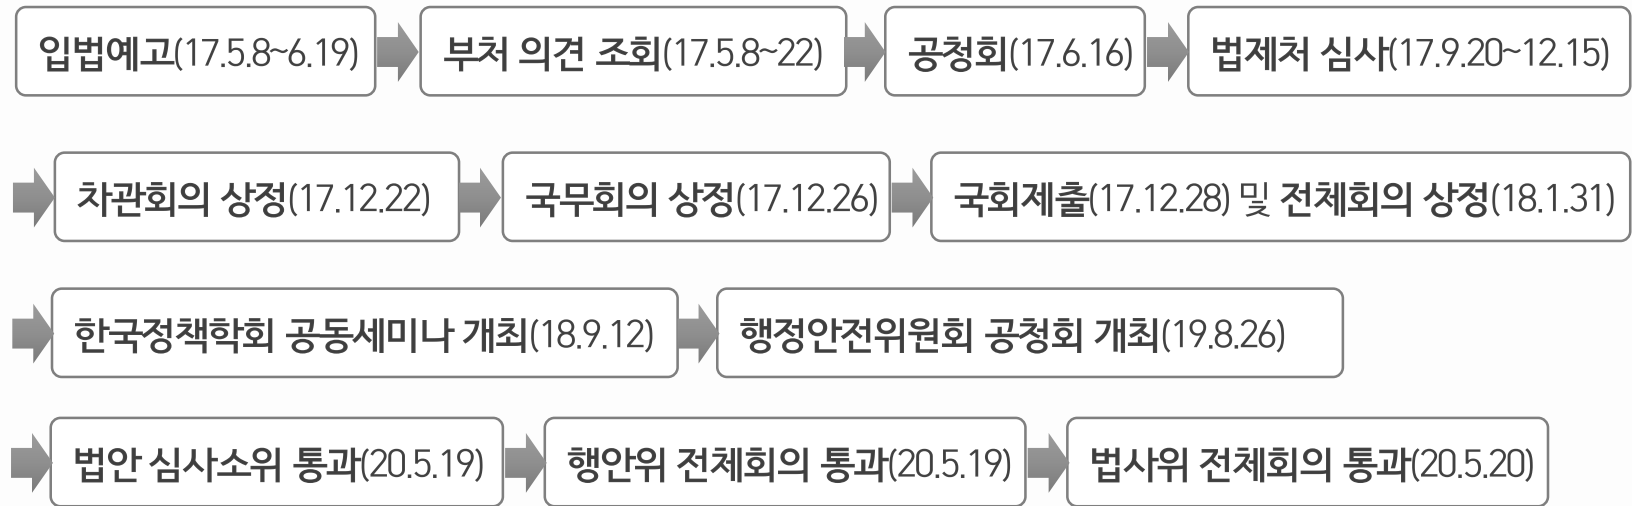 입법예고(17.5.8~6.19) 부처 의견 조회(17.5.8~22) 공청회(17.6.16) 법제처 심사(17.9.20~12.15)
차관회의 상정(17.12.22) 국무회의 상정(17.12.26) 국회제출(17.12.28) 및 전체회의 상정(18.1.31)
한국정책학회 공동세미나 개최(18.9.12) 행정안전위원회 공청회 개최(19.8.26)
법안 심사소위 통과(20.5.19) 행안위 전체회의 통과(20.5.19) 법사위 전체회의 통과(20.5.20)